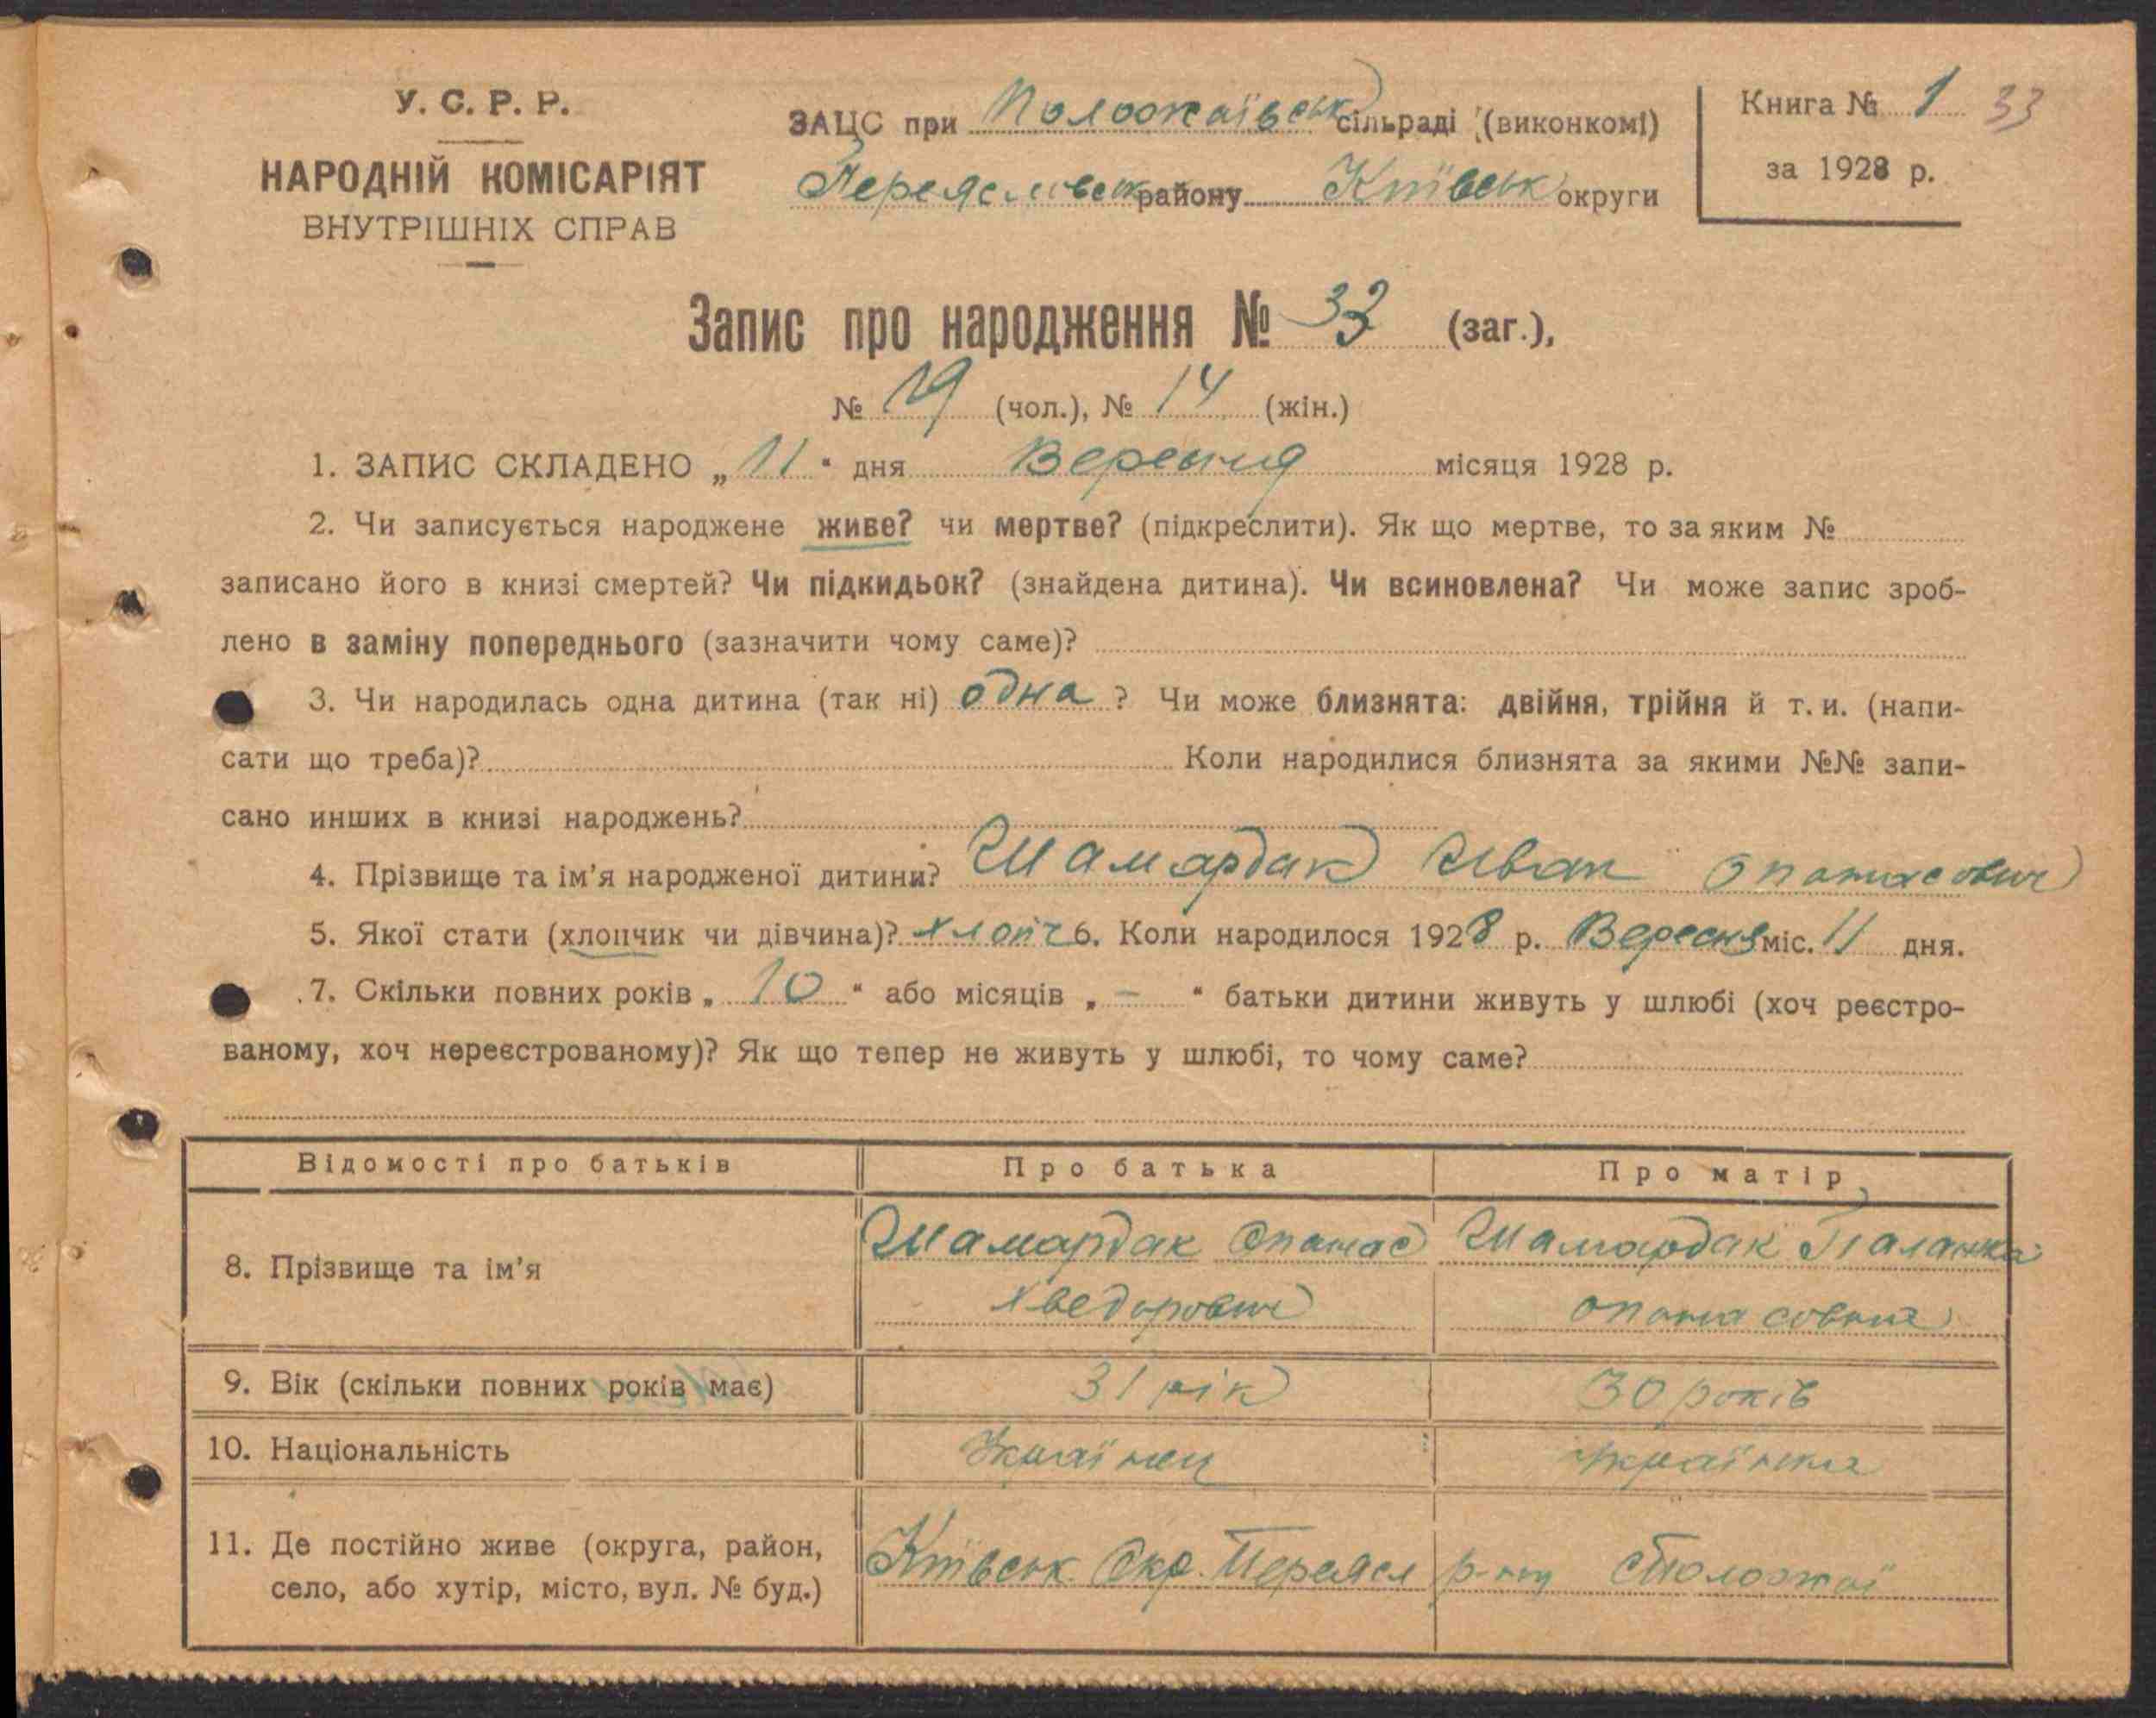 У. С. Р. Р.
НАРОДНІЙ КОМІСАРІЯТ
ВНУТРІШНІХ СПРАВ
ЗАЦС при Положаївськ сільраді (виконкомі)
Переяславськ району Київськ округи
Книга № 1 33
за 1928 р.
Запис про народження № 33 (заг.),
№ 19 (чол.), № 14 (жін.)
1. ЗАПИС СКЛАДЕНО „ 11 " дня Вересня місяця 1928 р.
2. Чи записується народжене живе? чи мертве? (підкреслити). Як що мертве, то за яким №
записано його в книзі смертей? Чи підкидьок? (знайдена дитина). Чи всиновлена? Чи може запис зроб-
лено в заміну попереднього (зазначити чому саме)?
3. Чи народилась одна дитина (так ні) одна ? Чи може близнята: двійня, трійня й т. и. (напи-
сати що треба)? Коли народилися близнята за якими №№ запи-
сано инших в книзі народжень?
4. Прізвище та ім'я народженої дитини? Шамардак Иван Опанасович
5. Якої стати (хлопчик чи дівчина)? хлопч 6. Коли народилося 1928 р. Вересня міс. 11 дня.
7. Скільки повних років „ 10 " або місяців „ – " батьки дитини живуть у шлюбі (хоч реєстро-
ваному, хоч нереєстрованому)? Як що тепер не живуть у шлюбі, то чому саме?
Відомості про батьків Про батька Про матір
8. Прізвище та ім'я Шамардак Опанас Хведорович Шамардак Палажка Опанасовна
9. Вік (скільки повних років має) 31 рік 30 років
10. Національність Українец Українка
11. Де постійно живе (округа, район, Київськ Окр. Переясл р-ну с Положаї
село, або хутір, місто, вул. № буд.)